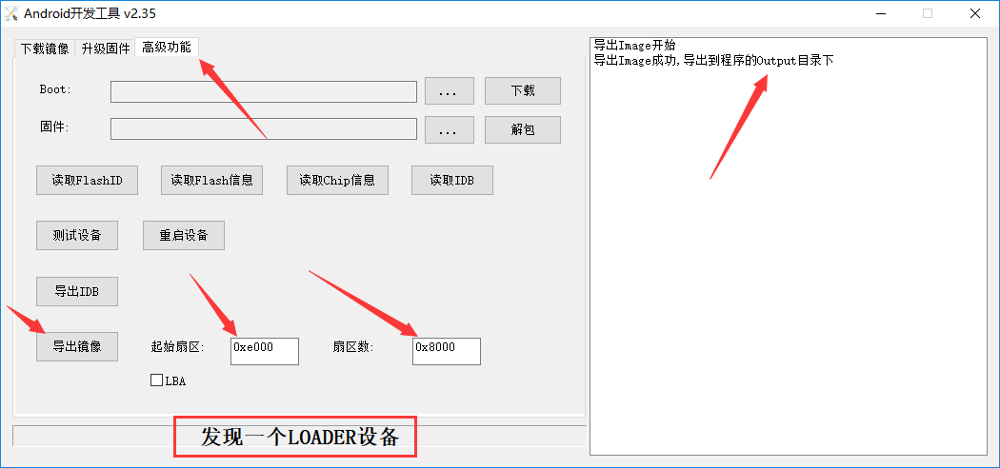 Android开发工具 v2.35
下载镜像 升级固件 高级功能
Boot: ... 下载
固件: ... 解包
读取FlashID 读取Flash信息 读取Chip信息 读取IDB
测试设备 重启设备
导出IDB
导出镜像 起始扇区: 0xe000 扇区数: 0x8000
LBA
发现一个LOADER设备
导出Image开始
导出Image成功,导出到程序的Output目录下